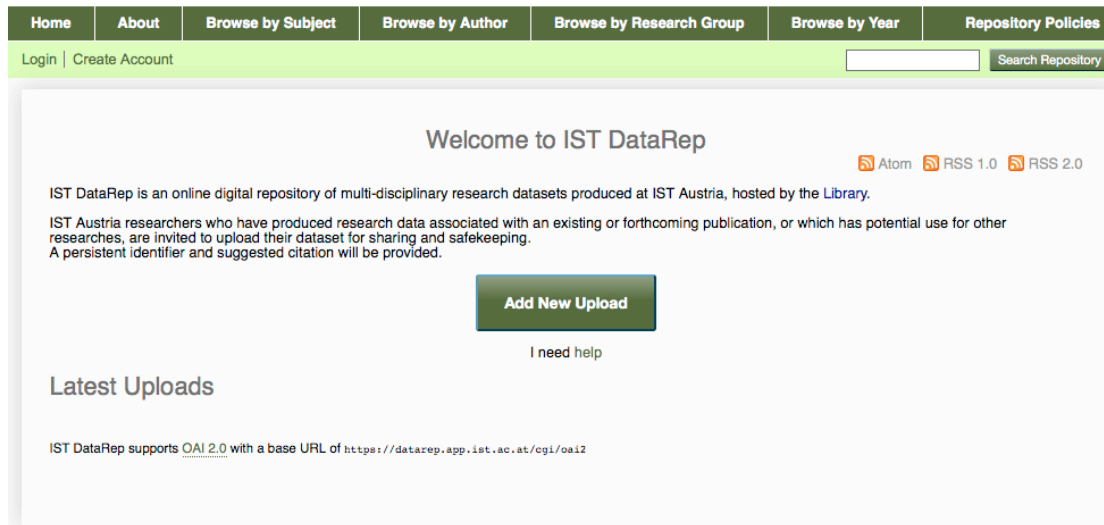 Home About Browse by Subject Browse by Author Browse by Research Group Browse by Year Repository Policies
Login | Create Account Search Repository
Welcome to IST DataRep
Atom RSS 1.0 RSS 2.0
IST DataRep is an online digital repository of multi-disciplinary research datasets produced at IST Austria, hosted by the Library.
IST Austria researchers who have produced research data associated with an existing or forthcoming publication, or which has potential use for other
researches, are invited to upload their dataset for sharing and safekeeping.
A persistent identifier and suggested citation will be provided.
Add New Upload
I need help
Latest Uploads
IST DataRep supports OAI 2.0 with a base URL of https://datarep.app.ist.ac.at/cgi/oai2